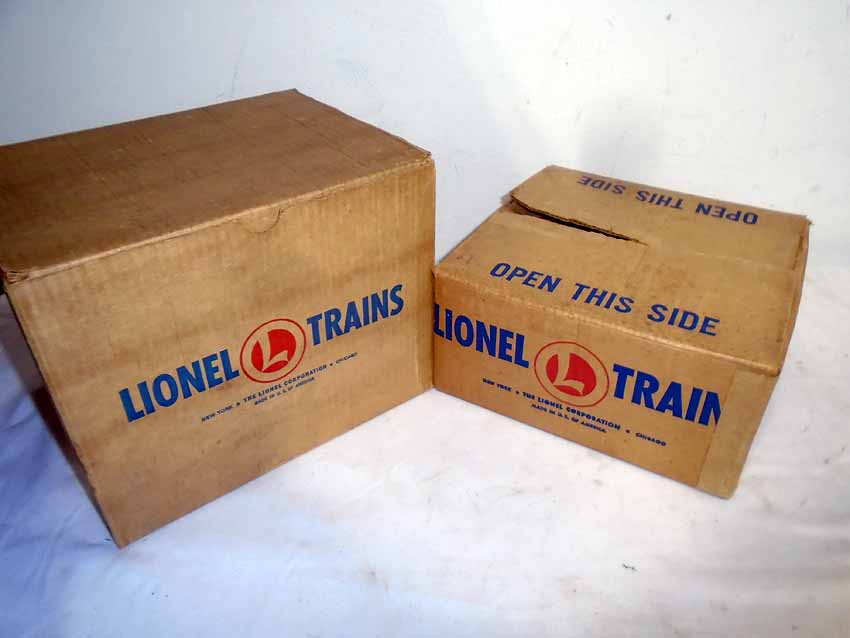 LIONEL L TRAINS
NEW YORK • THE LIONEL CORPORATION • CHICAGO
MADE IN U. S. OF AMERICA
OPEN THIS SIDE
OPEN THIS SIDE
LIONEL L TRAIN
NEW YORK • THE LIONEL CORPORATION • CHICAGO
MADE IN U. S. OF AMERICA